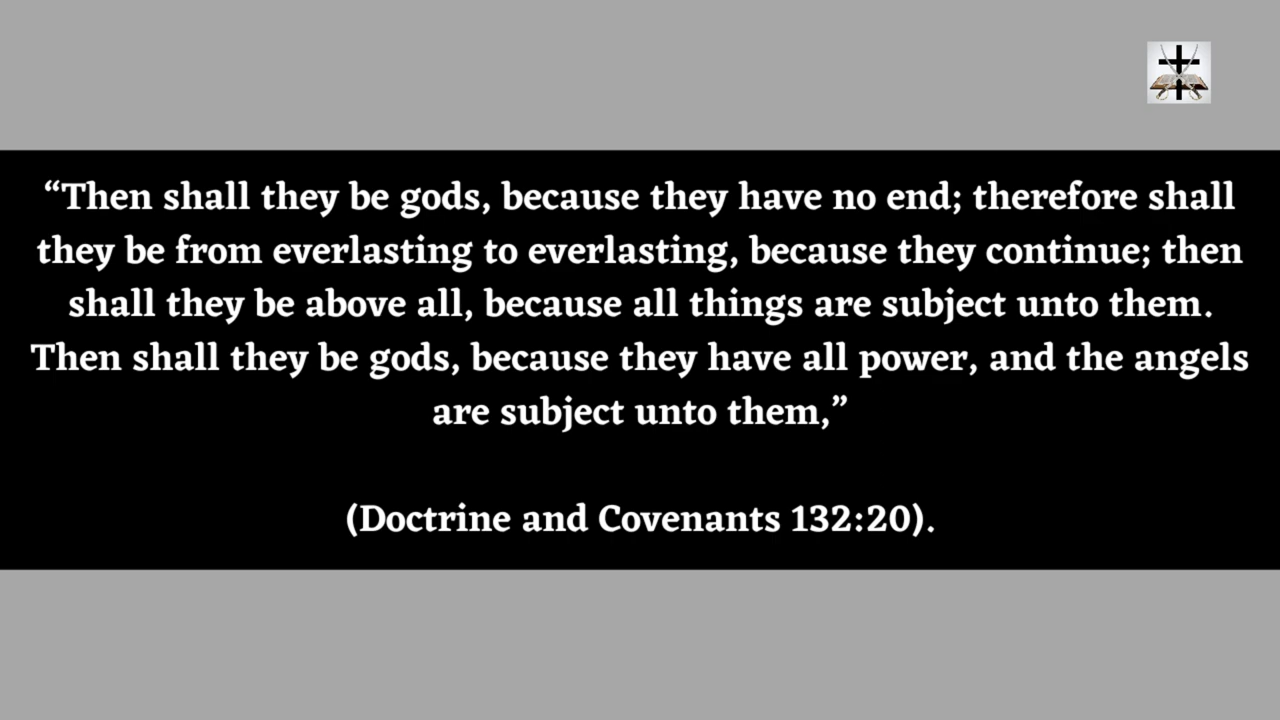 “Then shall they be gods, because they have no end; therefore shall
they be from everlasting to everlasting, because they continue; then
shall they be above all, because all things are subject unto them.
Then shall they be gods, because they have all power, and the angels
are subject unto them,”
(Doctrine and Covenants 132:20).